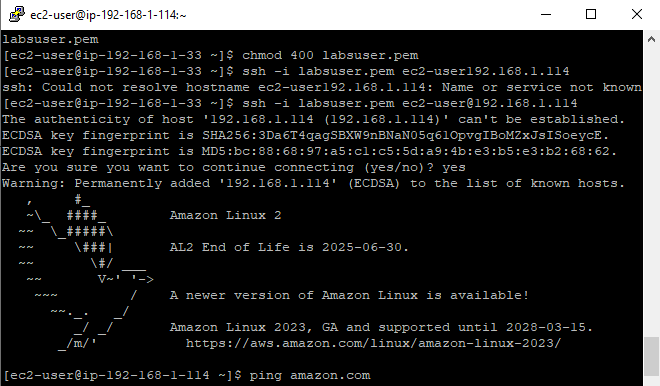 ec2-user@ip-192-168-1-114:~
labsuser.pem
[ec2-user@ip-192-168-1-33 ~]$ chmod 400 labsuser.pem
[ec2-user@ip-192-168-1-33 ~]$ ssh -i labsuser.pem ec2-user192.168.1.114
ssh: Could not resolve hostname ec2-user192.168.1.114: Name or service not known
[ec2-user@ip-192-168-1-33 ~]$ ssh -i labsuser.pem ec2-user@192.168.1.114
The authenticity of host '192.168.1.114 (192.168.1.114)' can't be established.
ECDSA key fingerprint is SHA256:3Da6T4qagSBXW9nBNaN05q61OpvgIBoMZxJsISoeycE.
ECDSA key fingerprint is MD5:bc:88:68:97:a5:c1:c5:5d:a9:4b:e3:b5:e3:b2:68:62.
Are you sure you want to continue connecting (yes/no)? yes
Warning: Permanently added '192.168.1.114' (ECDSA) to the list of known hosts.
   ,     #_
   ~\_  ####_        Amazon Linux 2
  ~~  \_#####\
  ~~     \###|       AL2 End of Life is 2025-06-30.
  ~~       \#/ ___
   ~~       V~' '->
    ~~~         /    A newer version of Amazon Linux is available!
      ~~._.   _/
         _/ _/       Amazon Linux 2023, GA and supported until 2028-03-15.
       _/m/'           https://aws.amazon.com/linux/amazon-linux-2023/
[ec2-user@ip-192-168-1-114 ~]$ ping amazon.com